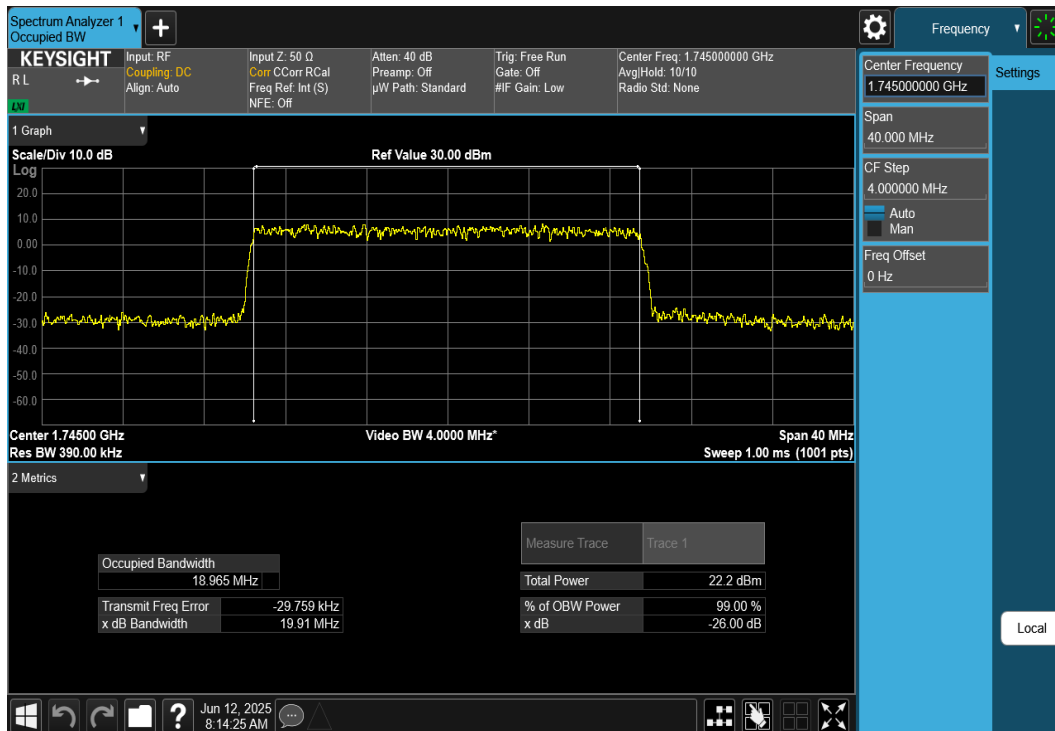 Spectrum Analyzer 1
Occupied BW
▼
+
Frequency ▼
KEYSIGHT
R L
LXI
Input: RF
Coupling: DC
Align: Auto
Input Z: 50 Ω
Corr CCorr RCal
Freq Ref: Int (S)
NFE: Off
Atten: 40 dB
Preamp: Off
µW Path: Standard
Trig: Free Run
Gate: Off
#IF Gain: Low
Center Freq: 1.745000000 GHz
Avg|Hold: 10/10
Radio Std: None
Center Frequency
1.745000000 GHz
Settings
Span
40.000 MHz
CF Step
4.000000 MHz
Auto
Man
Freq Offset
0 Hz
Local
1 Graph ▼
Scale/Div 10.0 dB
Ref Value 30.00 dBm
Log
20.0
10.0
0.00
-10.0
-20.0
-30.0
-40.0
-50.0
-60.0
Center 1.74500 GHz
Video BW 4.0000 MHz*
Span 40 MHz
Res BW 390.00 kHz
Sweep 1.00 ms (1001 pts)
2 Metrics ▼
Measure Trace Trace 1
Occupied Bandwidth
18.965 MHz
Total Power 22.2 dBm
Transmit Freq Error -29.759 kHz
% of OBW Power 99.00 %
x dB Bandwidth 19.91 MHz
x dB -26.00 dB
?
Jun 12, 2025
8:14:25 AM